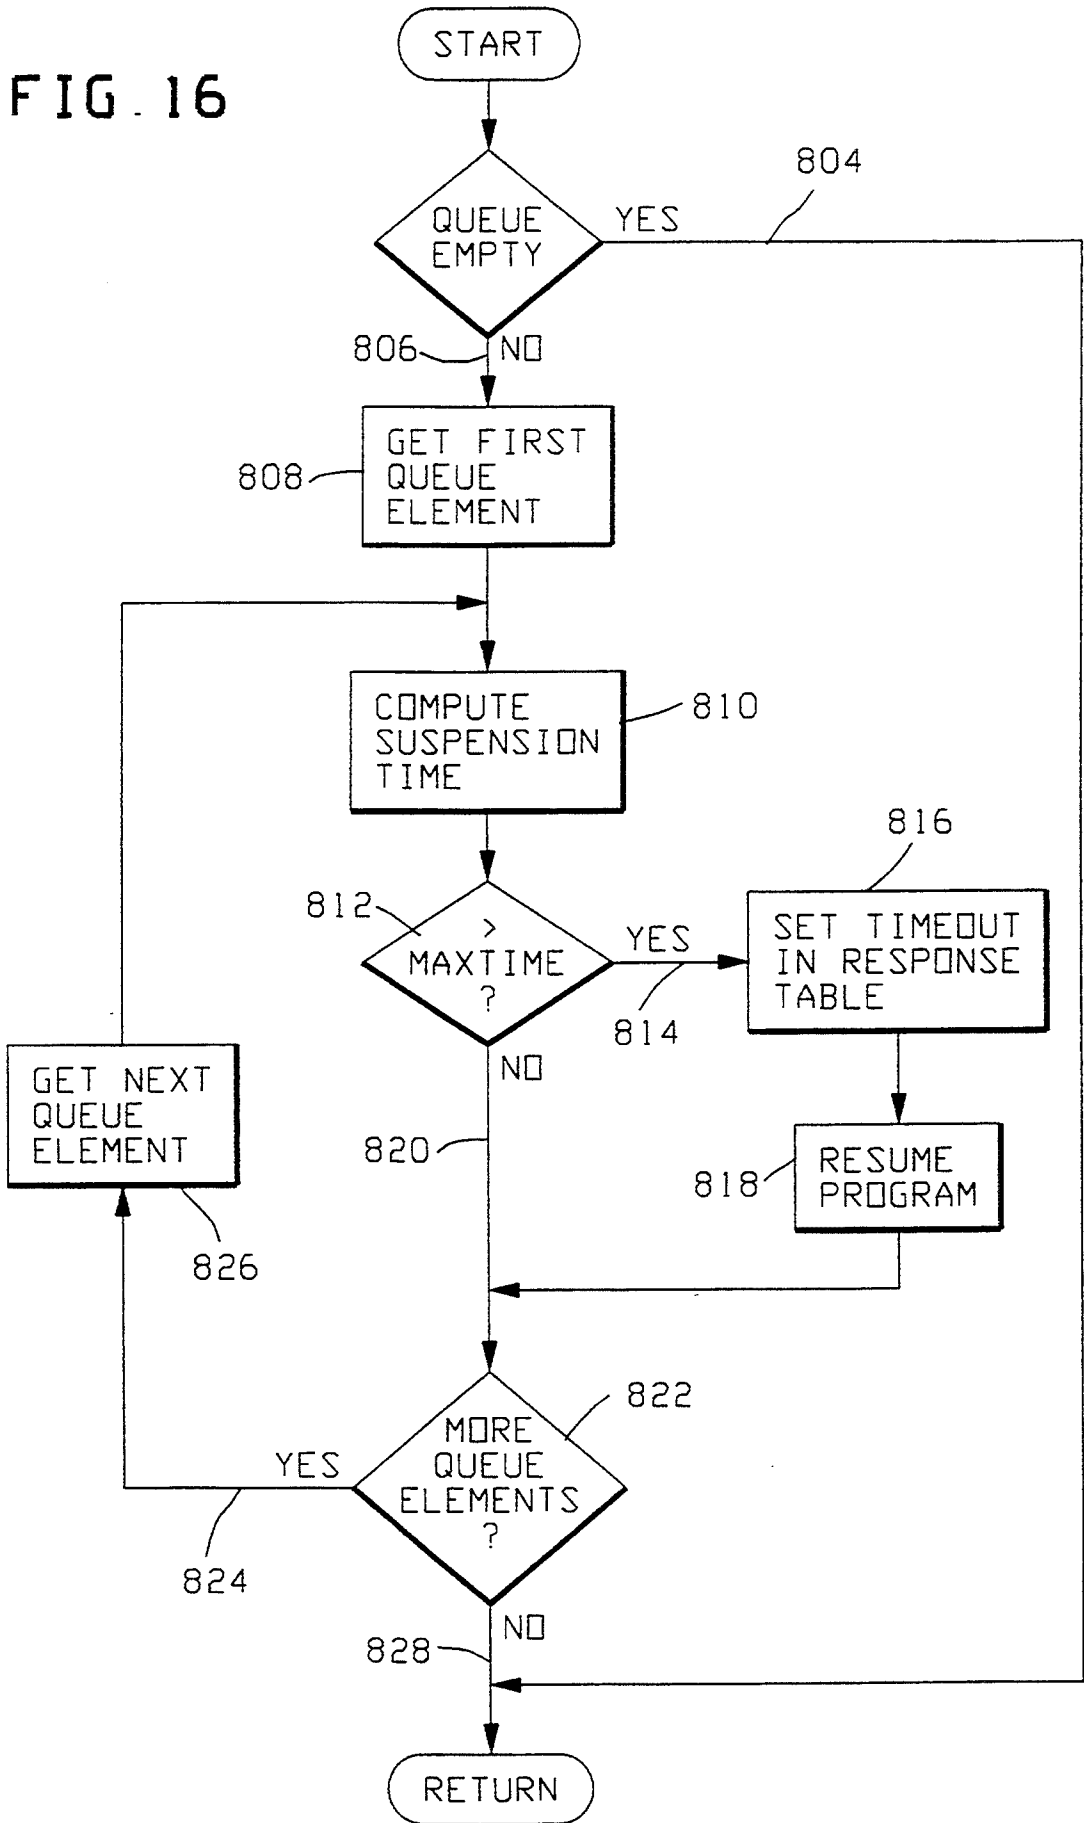 START
FIG. 16
804
QUEUE
EMPTY
YES
806
NO
GET FIRST
QUEUE
ELEMENT
808
COMPUTE
SUSPENSION
TIME
810
816
812
>
MAXTIME
?
YES
814
SET TIMEOUT
IN RESPONSE
TABLE
NO
GET NEXT
QUEUE
ELEMENT
820
818
RESUME
PROGRAM
826
822
MORE
QUEUE
ELEMENTS
?
YES
824
NO
828
RETURN